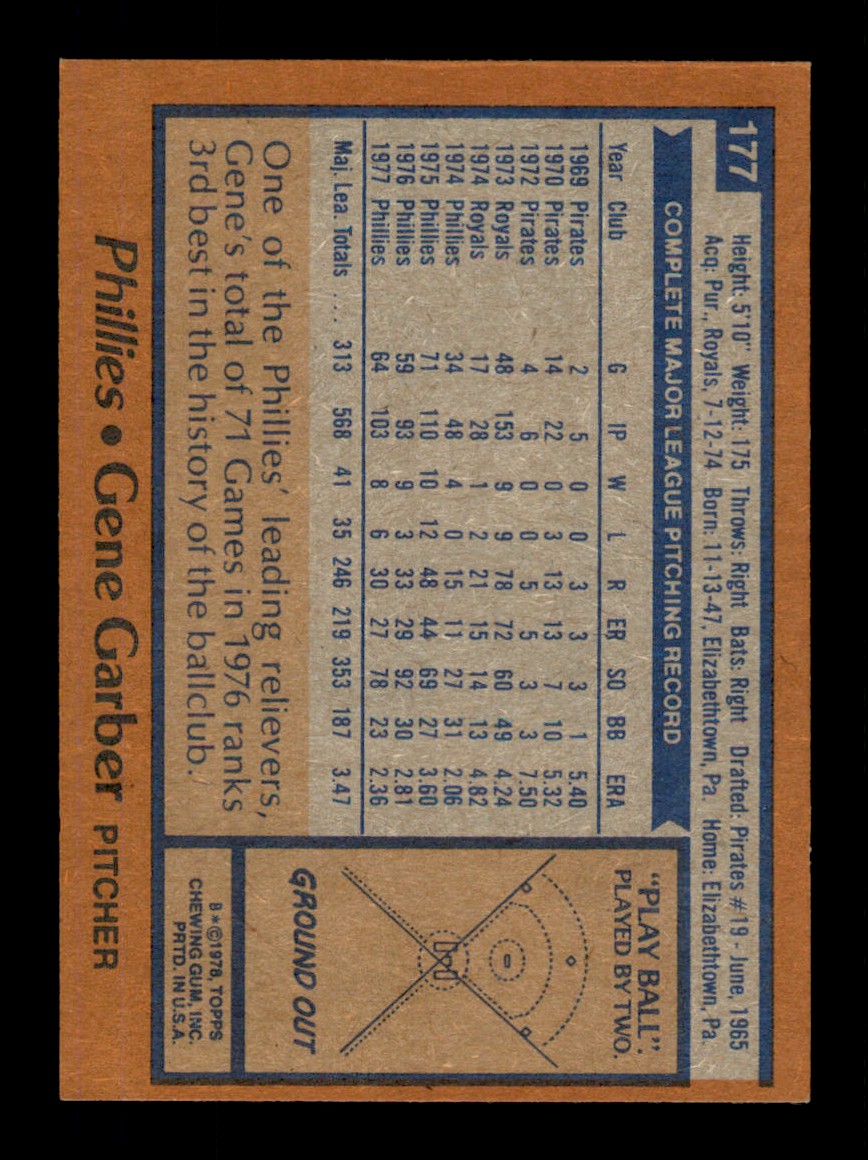 177
Height: 5'10" Weight: 175 Throws: Right Bats: Right Drafted: Pirates #19 - June, 1965
Acq: Pur., Royals, 7-12-74 Born: 11-13-47, Elizabethtown, Pa. Home: Elizabethtown, Pa.
COMPLETE MAJOR LEAGUE PITCHING RECORD
Year Club G IP W L R ER SO BB ERA
1969 Pirates 2 5 0 0 3 3 3 1 5.40
1970 Pirates 14 22 0 3 13 13 7 10 5.32
1972 Pirates 4 6 0 0 5 5 3 3 7.50
1973 Royals 48 153 9 9 78 72 60 49 4.24
1974 Royals 17 28 1 2 21 15 14 13 4.82
1974 Phillies 34 48 4 0 15 11 27 31 2.06
1975 Phillies 71 110 10 12 48 44 69 27 3.60
1976 Phillies 59 93 9 3 33 29 92 30 2.81
1977 Phillies 64 103 8 6 30 27 78 23 2.36
Maj. Lea. Totals .... 313 568 41 35 246 219 353 187 3.47
One of the Phillies' leading relievers,
Gene's total of 71 Games in 1976 ranks
3rd best in the history of the ballclub.
"PLAY BALL".
PLAYED BY TWO.
GROUND OUT
B*©1978, TOPPS
CHEWING GUM, INC.
PRTD. IN U.S.A.
Phillies • Gene Garber PITCHER